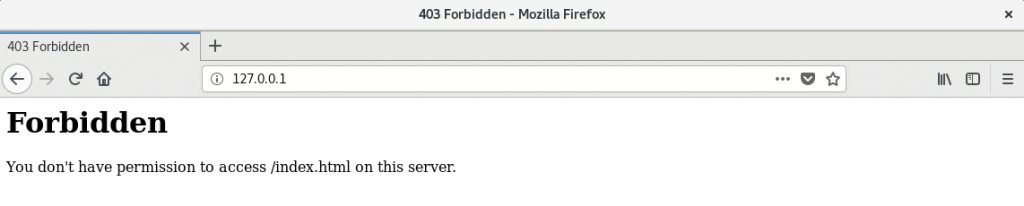 403 Forbidden - Mozilla Firefox
403 Forbidden
127.0.0.1
Forbidden
You don't have permission to access /index.html on this server.